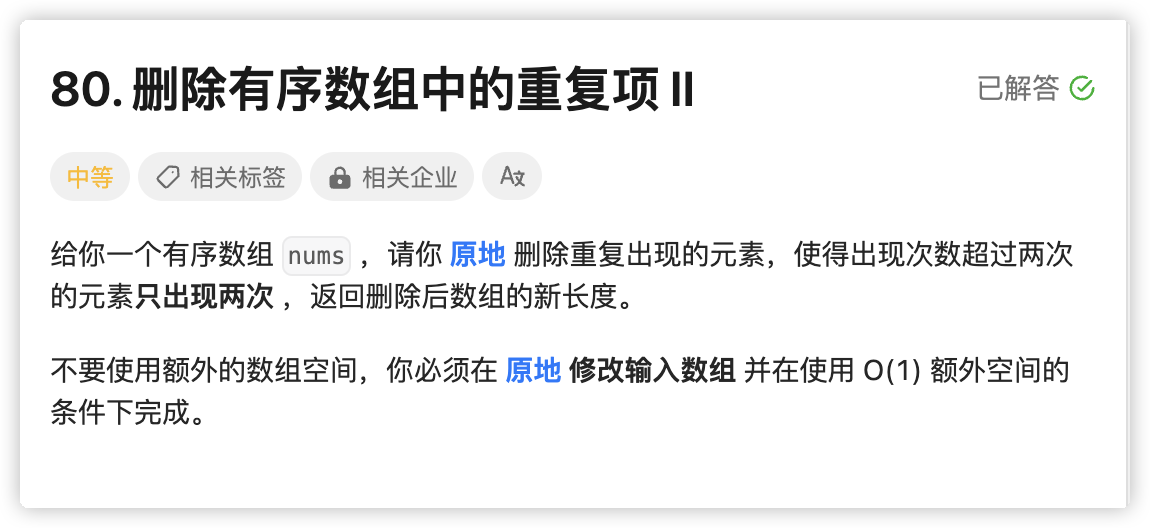 80. 删除有序数组中的重复项 II
已解答
中等 相关标签 相关企业
给你一个有序数组 nums ，请你 原地 删除重复出现的元素，使得出现次数超过两次
的元素只出现两次 ，返回删除后数组的新长度。
不要使用额外的数组空间，你必须在 原地 修改输入数组 并在使用 O(1) 额外空间的
条件下完成。